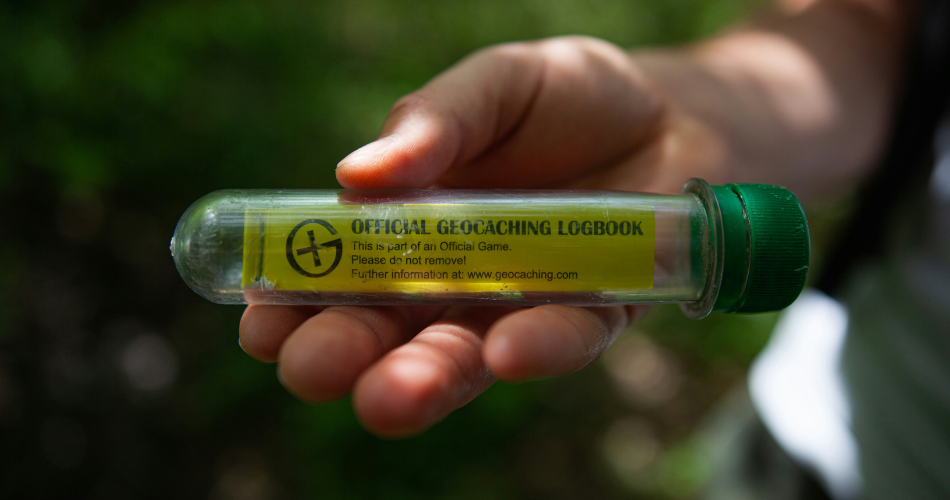 OFFICIAL GEOCACHING LOGBOOK
This is part of an Official Game.
Please do not remove!
Further information at: www.geocaching.com